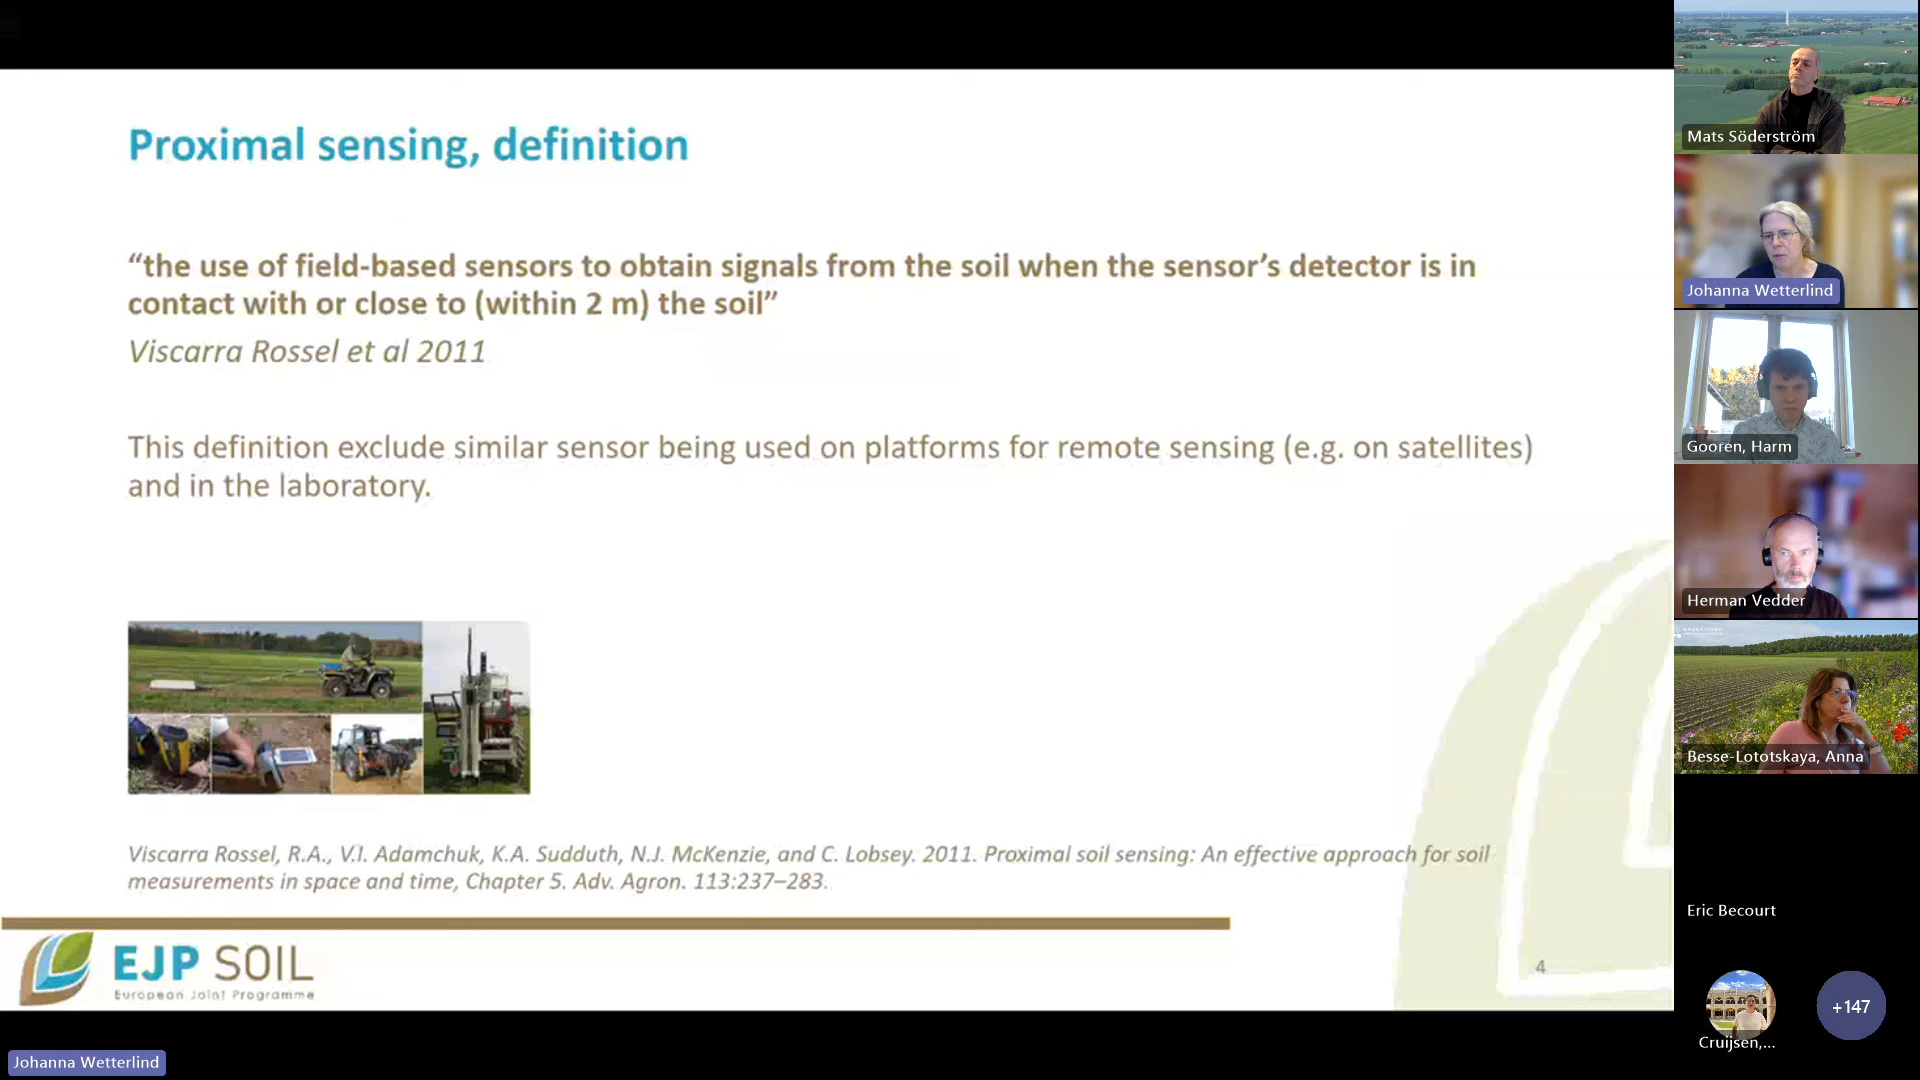 Proximal sensing, definition
“the use of field-based sensors to obtain signals from the soil when the sensor’s detector is in
contact with or close to (within 2 m) the soil”
Viscarra Rossel et al 2011
This definition exclude similar sensor being used on platforms for remote sensing (e.g. on satellites)
and in the laboratory.
Viscarra Rossel, R.A., V.I. Adamchuk, K.A. Sudduth, N.J. McKenzie, and C. Lobsey. 2011. Proximal soil sensing: An effective approach for soil
measurements in space and time, Chapter 5. Adv. Agron. 113:237–283.
EJP SOIL
European Joint Programme
4
Johanna Wetterlind
Mats Söderström
Johanna Wetterlind
Gooren, Harm
Herman Vedder
Besse-Lototskaya, Anna
Eric Becourt
Cruijsen,...
+147